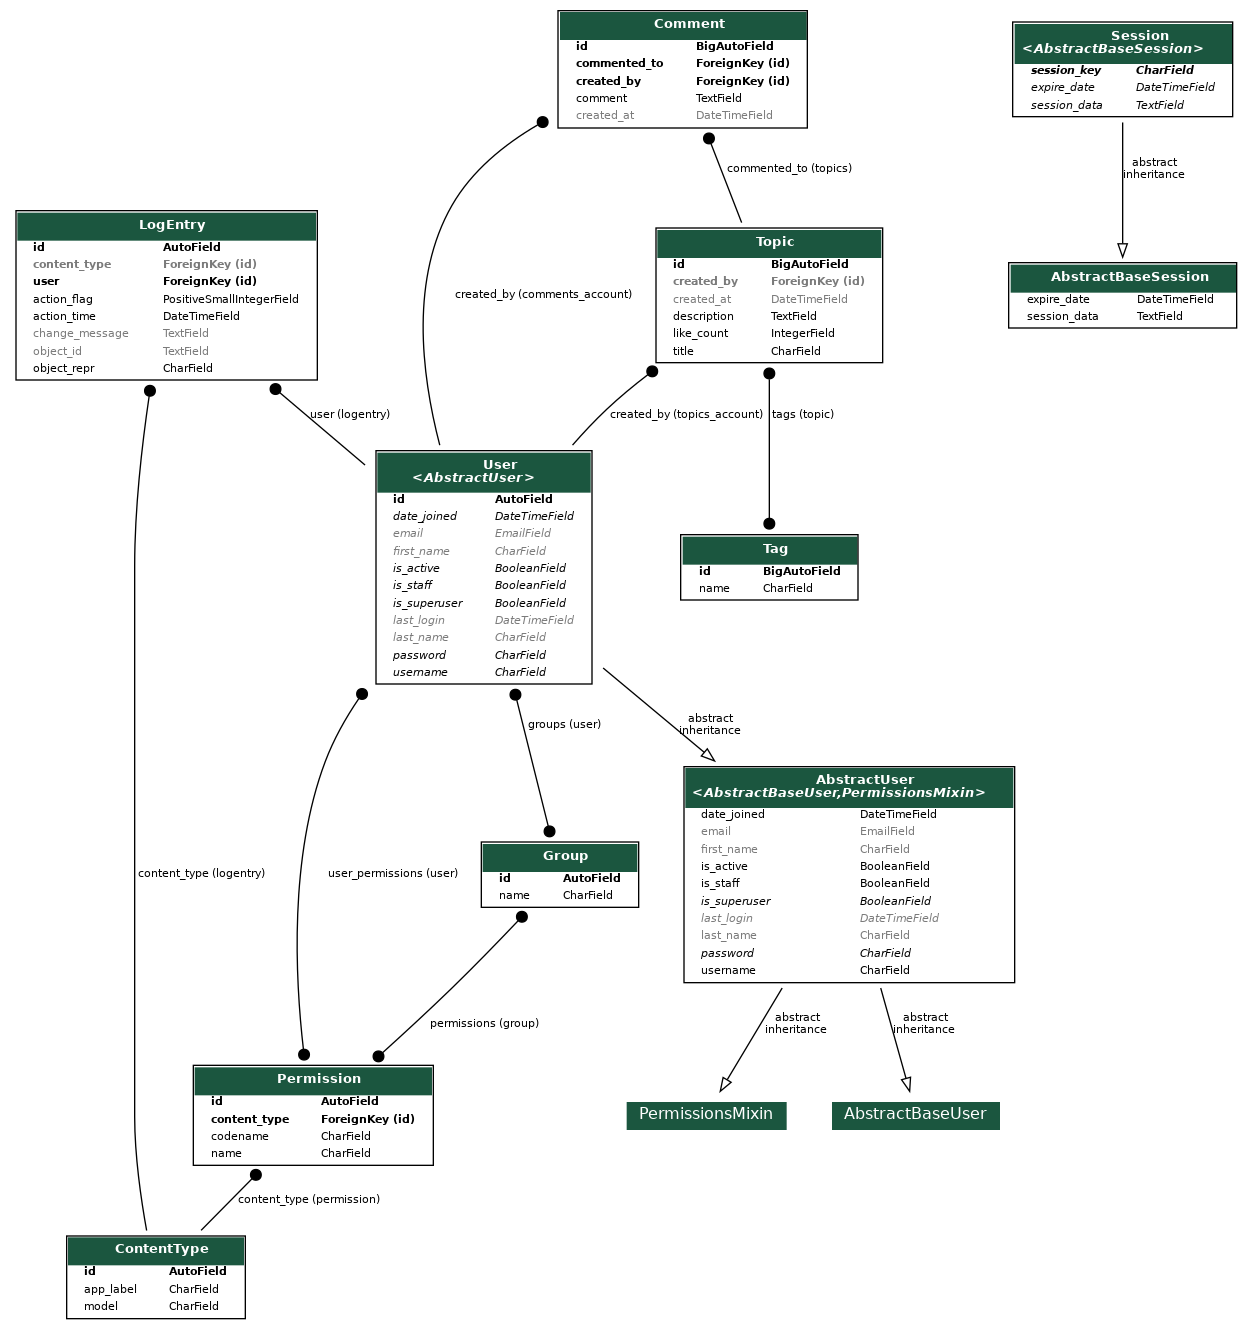 Comment
id BigAutoField
commented_to ForeignKey (id)
created_by ForeignKey (id)
comment TextField
created_at DateTimeField
Session
<AbstractBaseSession>
session_key CharField
expire_date DateTimeField
session_data TextField
abstract
inheritance
commented_to (topics)
LogEntry
id AutoField
content_type ForeignKey (id)
user ForeignKey (id)
action_flag PositiveSmallIntegerField
action_time DateTimeField
change_message TextField
object_id TextField
object_repr CharField
created_by (comments_account)
Topic
id BigAutoField
created_by ForeignKey (id)
created_at DateTimeField
description TextField
like_count IntegerField
title CharField
AbstractBaseSession
expire_date DateTimeField
session_data TextField
user (logentry)
created_by (topics_account)
tags (topic)
User
<AbstractUser>
id AutoField
date_joined DateTimeField
email EmailField
first_name CharField
is_active BooleanField
is_staff BooleanField
is_superuser BooleanField
last_login DateTimeField
last_name CharField
password CharField
username CharField
Tag
id BigAutoField
name CharField
groups (user)
abstract
inheritance
AbstractUser
<AbstractBaseUser,PermissionsMixin>
date_joined DateTimeField
email EmailField
first_name CharField
is_active BooleanField
is_staff BooleanField
is_superuser BooleanField
last_login DateTimeField
last_name CharField
password CharField
username CharField
content_type (logentry)
user_permissions (user)
Group
id AutoField
name CharField
permissions (group)
abstract
inheritance
abstract
inheritance
Permission
id AutoField
content_type ForeignKey (id)
codename CharField
name CharField
PermissionsMixin
AbstractBaseUser
content_type (permission)
ContentType
id AutoField
app_label CharField
model CharField